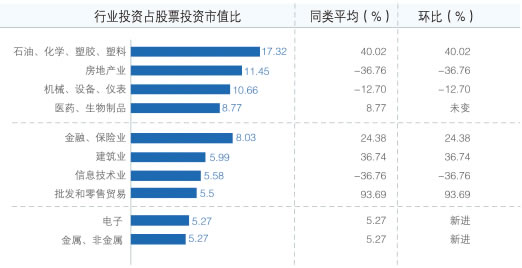 行业投资占股票投资市值比 同类平均（%） 环比（%）
石油、化学、塑胶、塑料 17.32 40.02 40.02
房地产业 11.45 -36.76 -36.76
机械、设备、仪表 10.66 -12.70 -12.70
医药、生物制品 8.77 8.77 未变
金融、保险业 8.03 24.38 24.38
建筑业 5.99 36.74 36.74
信息技术业 5.58 -36.76 -36.76
批发和零售贸易 5.5 93.69 93.69
电子 5.27 5.27 新进
金属、非金属 5.27 5.27 新进